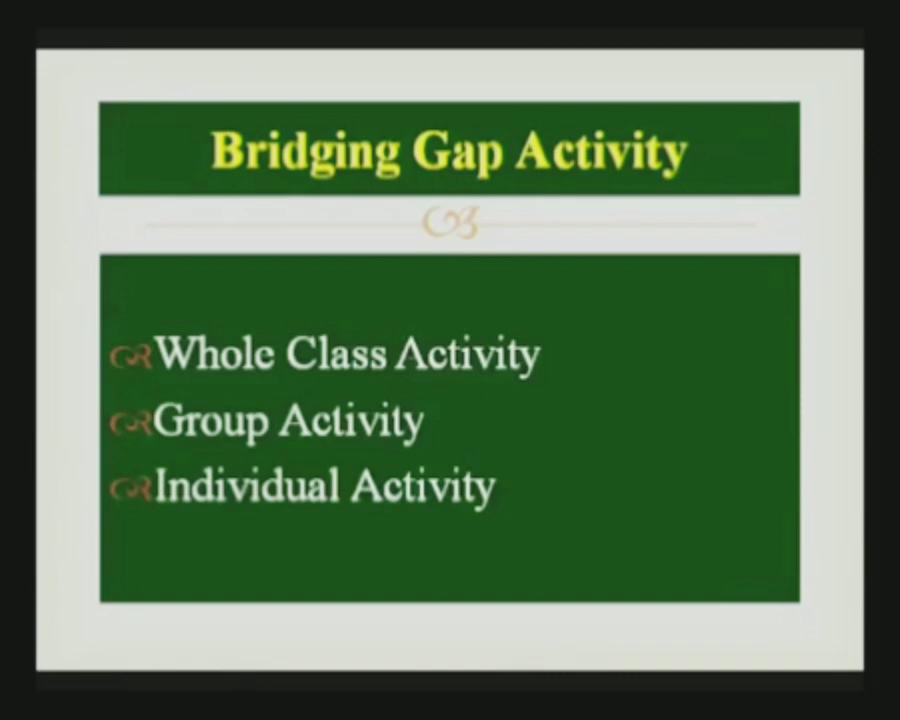 Bridging Gap Activity
Whole Class Activity
Group Activity
Individual Activity